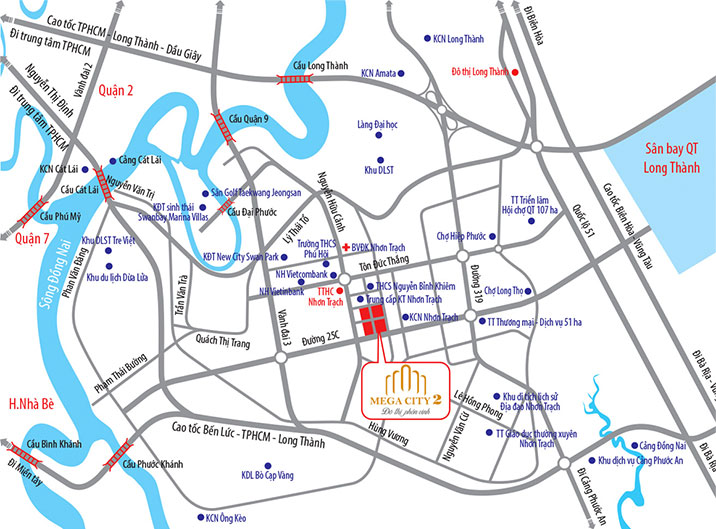 Cao tốc TPHCM - Long Thành - Dầu Giây
Đi trung tâm TPHCM
Nguyễn Thị Định
Đi trung tâm TPHCM
Vành đai 2
Quận 2
Cầu Long Thành
KCN Long Thành
KCN Amata
Đô thị Long Thành
Đi Biên Hòa
Cầu Quận 9
Làng Đại học
Khu DLST
Sân bay QT
Long Thành
Cảng Cát Lái
KCN Cát Lái
Cầu Cát Lái
Nguyễn Văn Trị
Sân Golf Taekwang Jeongsan
KĐT sinh thái
Swanbay Marina Villas
Cầu Đại Phước
Cầu Phú Mỹ
Quận 7
Sông Đồng Nai
Khu DLST Tre Việt
Khu du lịch Dừa Lửa
Phan Văn Đáng
Trần Văn Trà
Lý Thái Tổ
Nguyễn Hữu Cảnh
KĐT New City Swan Park
Trường THCS
Phú Hội
BVĐK Nhơn Trạch
NH Vietcombank
NH Vietinbank
TTHC
Nhơn Trạch
Tôn Đức Thắng
THCS Nguyễn Bỉnh Khiêm
Trung cấp KT Nhơn Trạch
KCN Nhơn Trạch
TT Triển lãm
Hội chợ QT 107 ha
Chợ Hiệp Phước
Đường 319
Chợ Long Thọ
TT Thương mại - Dịch vụ 51 ha
Quốc lộ 51
Cao tốc Biên Hòa - Vũng Tàu
Đi Bà Rịa - Vũng Tàu
Đi Bà Rịa - Vũng Tàu
Vành đai 3
Đường 25C
Quách Thị Trang
Phạm Thái Bường
MEGA CITY 2
Đô thị phồn vinh
H.Nhà Bè
Cầu Bình Khánh
Đi Miền tây
Cầu Phước Khánh
Cao tốc Bến Lức - TPHCM - Long Thành
Hùng Vương
Lê Hồng Phong
Nguyễn Văn Cừ
Khu di tích lịch sử
Địa đạo Nhơn Trạch
TT Giáo dục thường xuyên
Nhơn Trạch
KDL Bò Cạp Vàng
KCN Ông Kèo
Cảng Đồng Nai
Khu dịch vụ Cảng Phước An
Đi Cảng Phước An